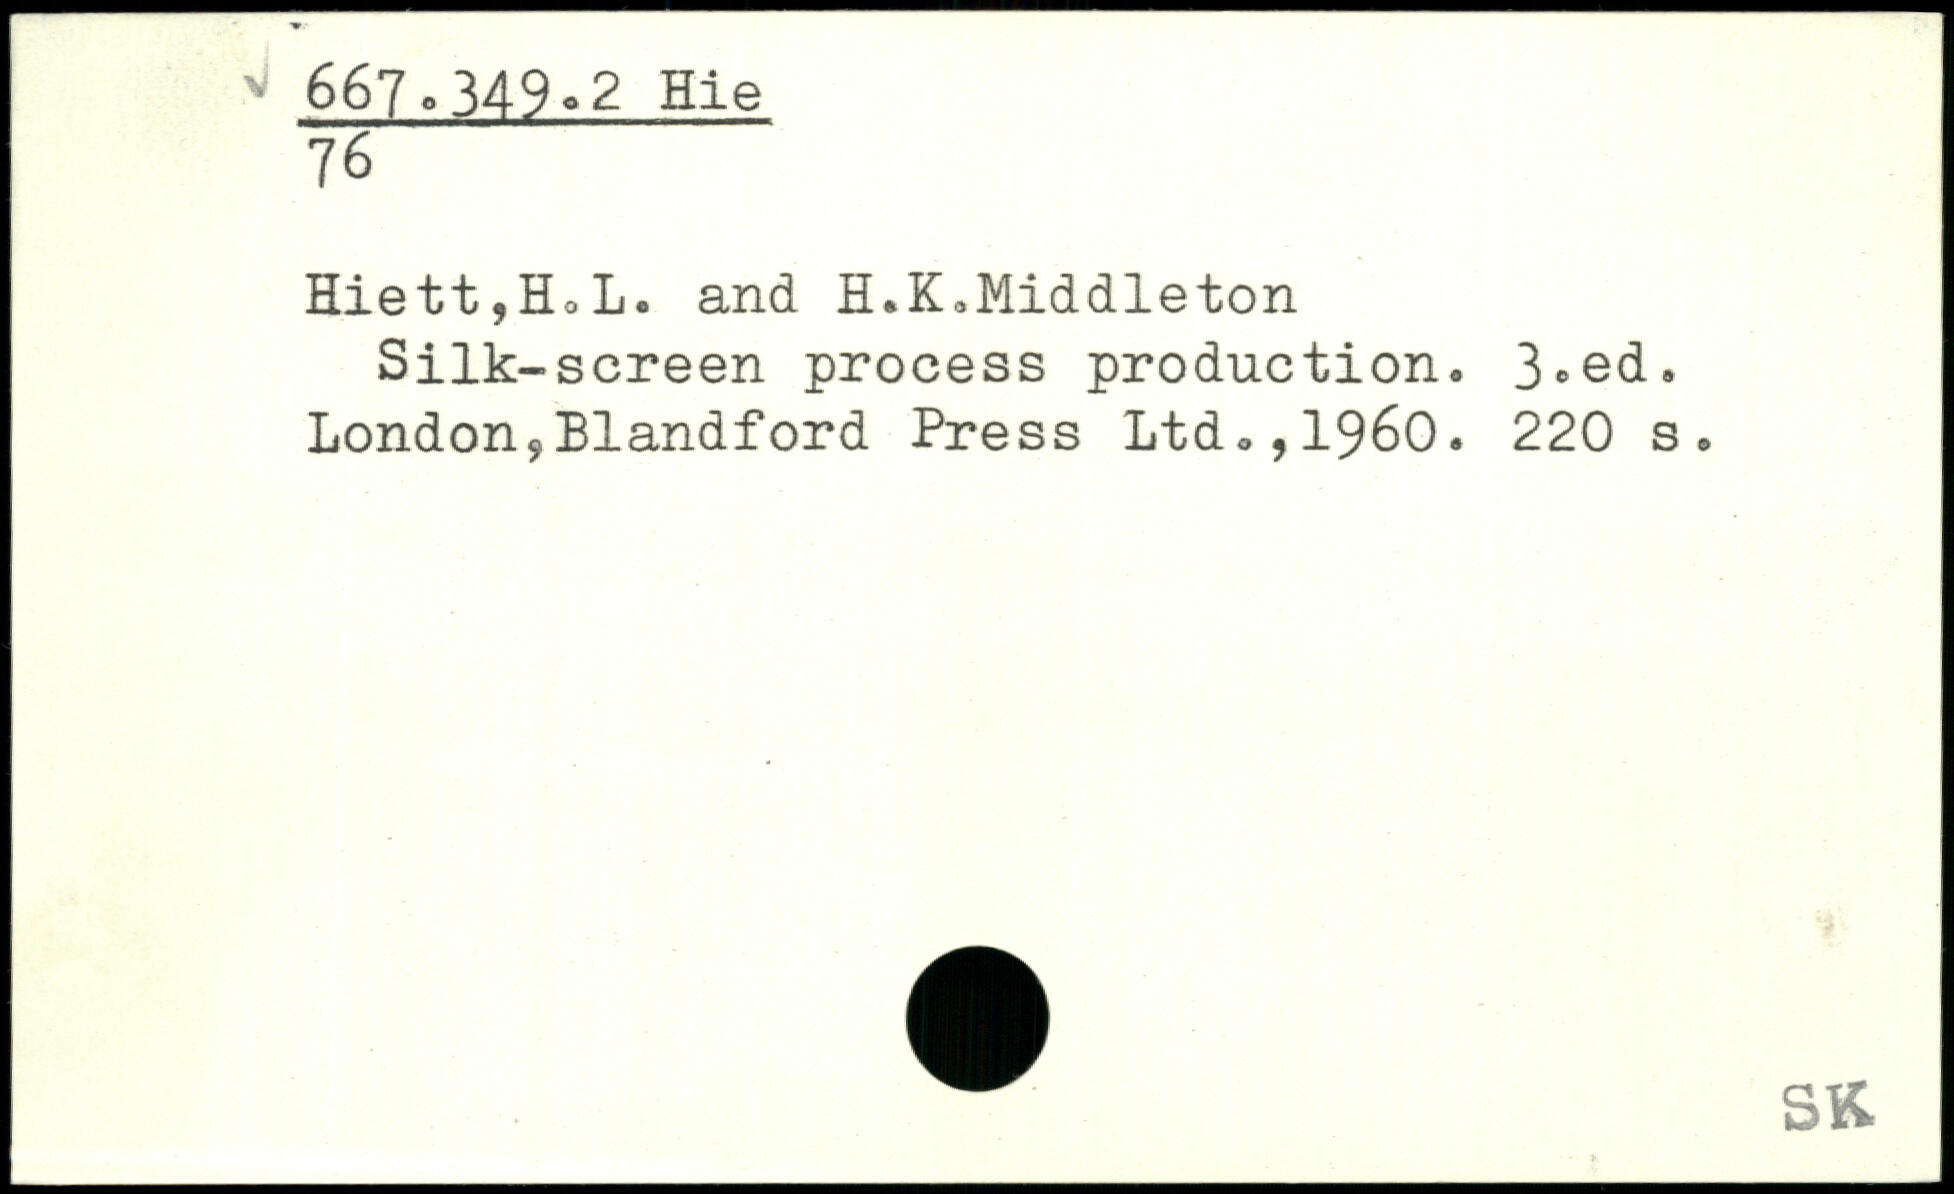 667.349.2 Hie
76
Hiett,H.L. and H.K.Middleton
Silk-screen process production. 3.ed.
London,Blandford Press Ltd.,1960. 220 s.
SK